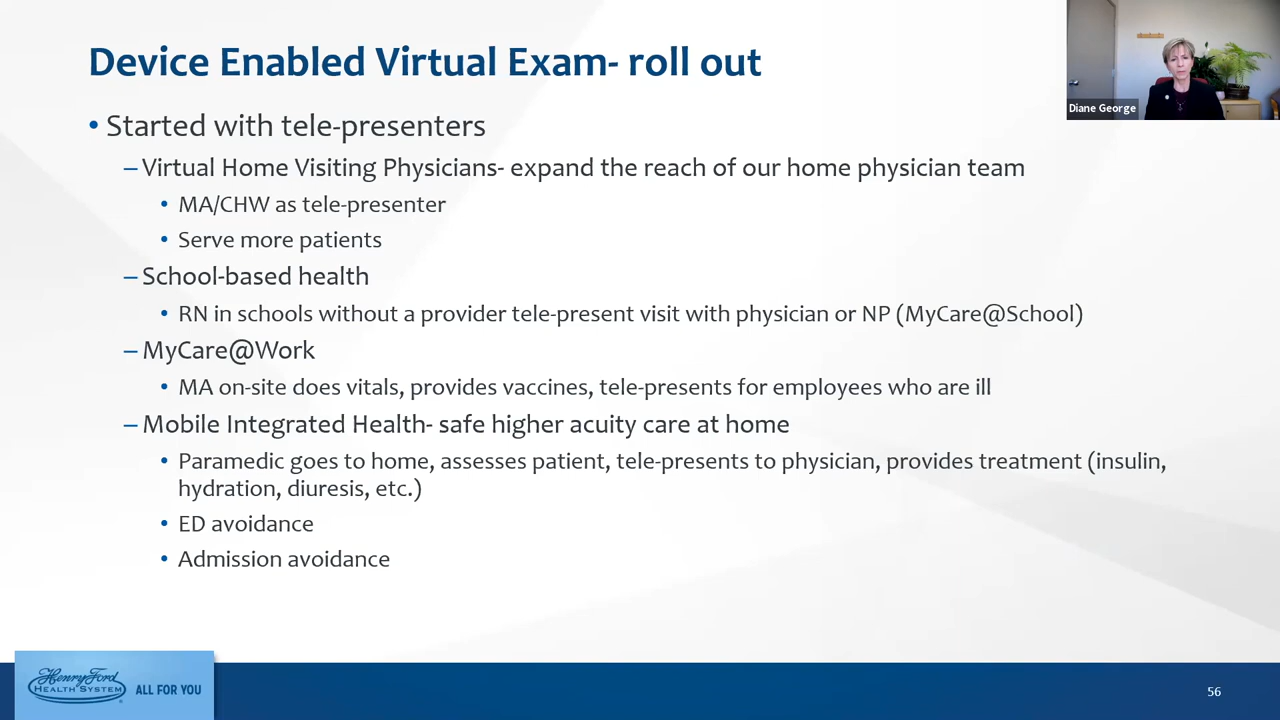 Device Enabled Virtual Exam- roll out
• Started with tele-presenters
– Virtual Home Visiting Physicians- expand the reach of our home physician team
• MA/CHW as tele-presenter
• Serve more patients
– School-based health
• RN in schools without a provider tele-present visit with physician or NP (MyCare@School)
– MyCare@Work
• MA on-site does vitals, provides vaccines, tele-presents for employees who are ill
– Mobile Integrated Health- safe higher acuity care at home
• Paramedic goes to home, assesses patient, tele-presents to physician, provides treatment (insulin,
hydration, diuresis, etc.)
• ED avoidance
• Admission avoidance
Diane George
Henry Ford
HEALTH SYSTEM
ALL FOR YOU
56